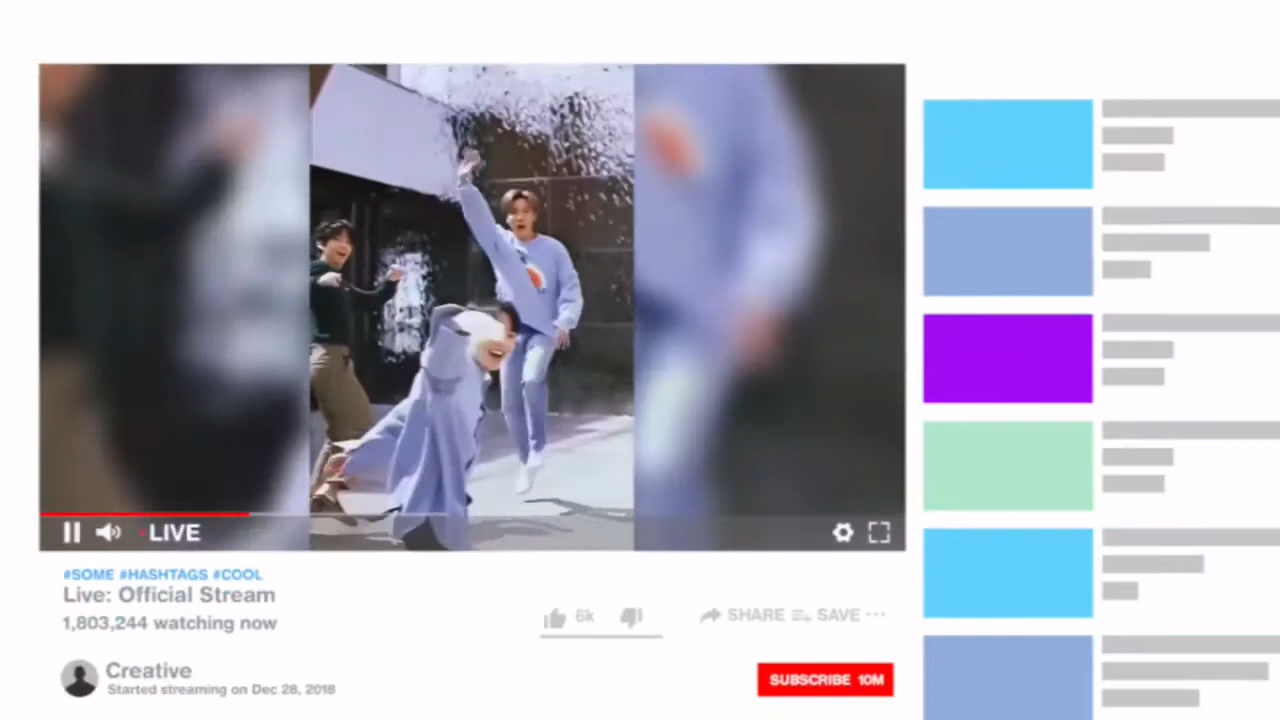 LIVE
#SOME #HASHTAGS #COOL
Live: Official Stream
1,803,244 watching now
6k
SHARE
SAVE
Creative
Started streaming on Dec 28, 2018
SUBSCRIBE 10M